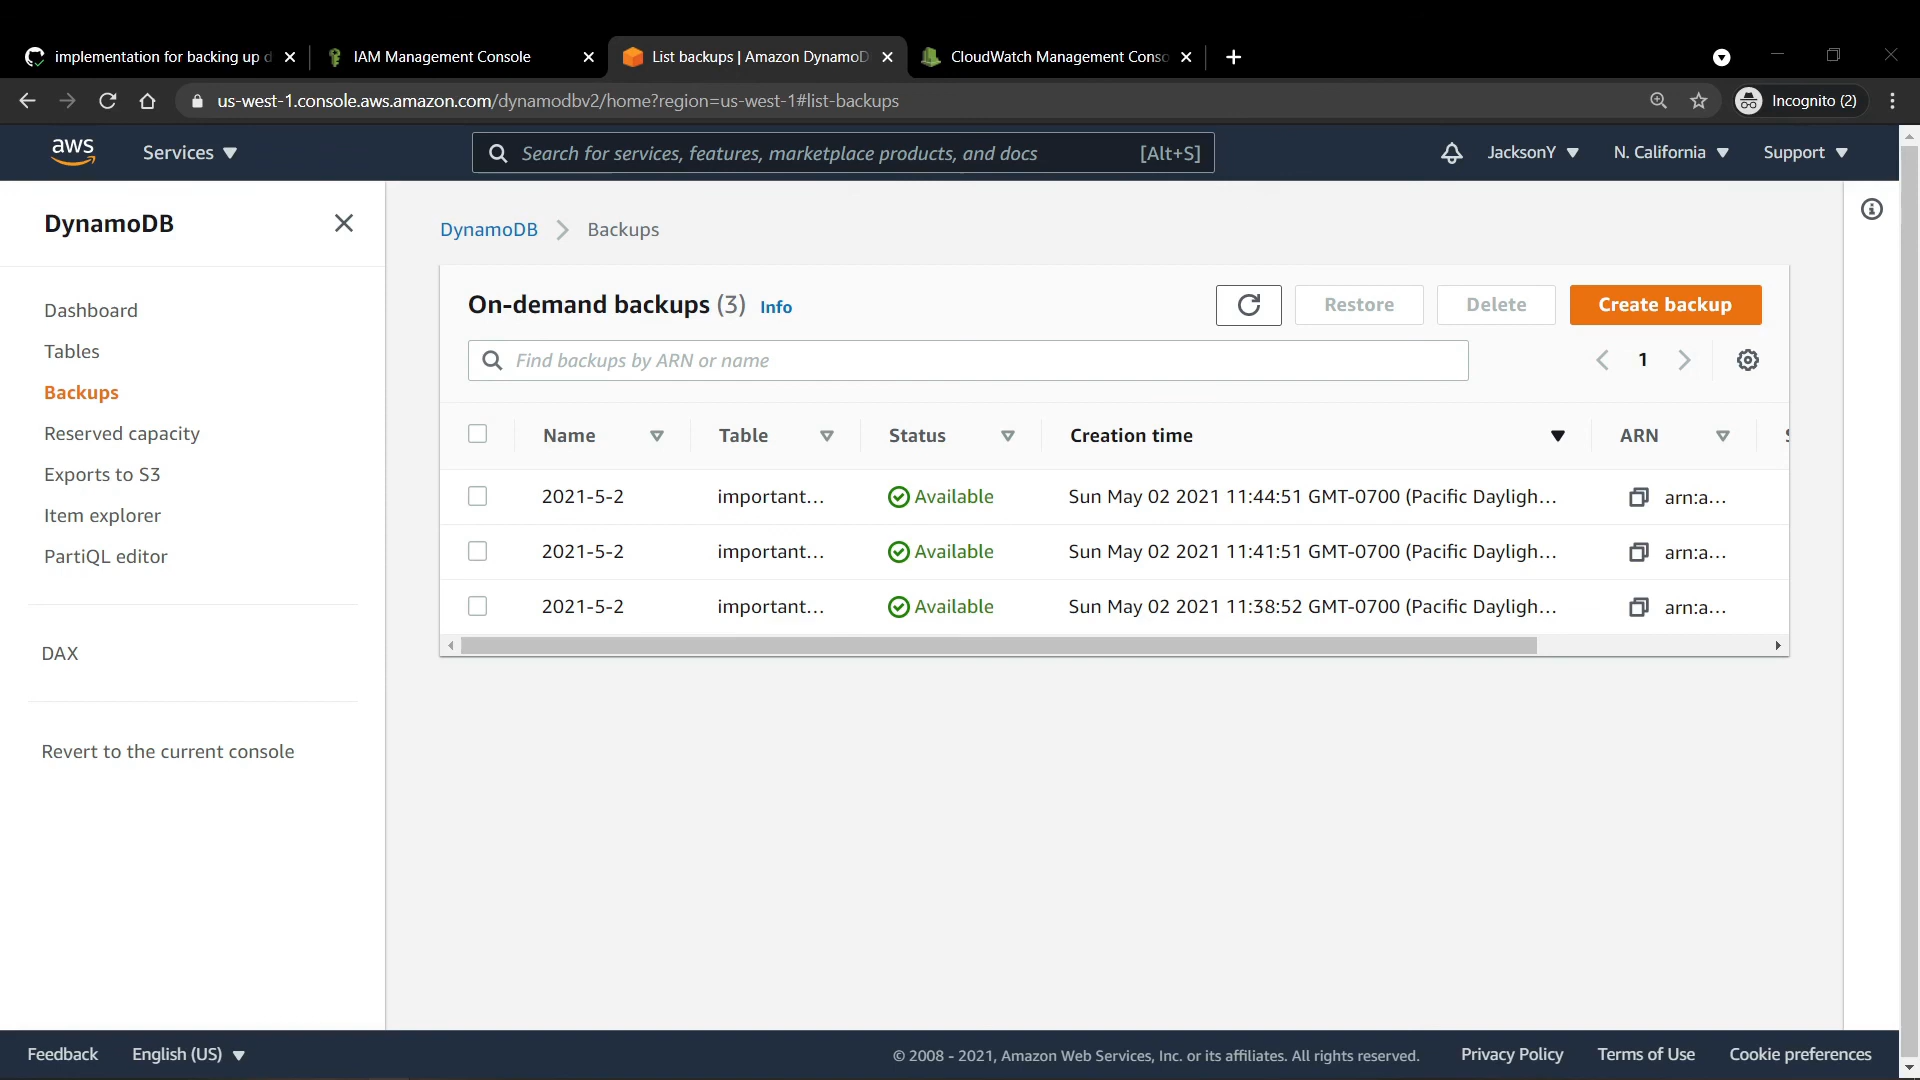 implementation for backing up d
IAM Management Console
List backups | Amazon DynamoD
CloudWatch Management Conso
us-west-1.console.aws.amazon.com/dynamodbv2/home?region=us-west-1#list-backups
Incognito (2)
aws
Services
Search for services, features, marketplace products, and docs
[Alt+S]
JacksonY
N. California
Support
DynamoDB
Dashboard
Tables
Backups
Reserved capacity
Exports to S3
Item explorer
PartiQL editor
DAX
Revert to the current console
DynamoDB
Backups
On-demand backups (3) Info
Restore
Delete
Create backup
Find backups by ARN or name
1
Name Table Status Creation time ARN
2021-5-2 important... Available Sun May 02 2021 11:44:51 GMT-0700 (Pacific Dayligh... arn:a...
2021-5-2 important... Available Sun May 02 2021 11:41:51 GMT-0700 (Pacific Dayligh... arn:a...
2021-5-2 important... Available Sun May 02 2021 11:38:52 GMT-0700 (Pacific Dayligh... arn:a...
Feedback
English (US)
© 2008 - 2021, Amazon Web Services, Inc. or its affiliates. All rights reserved.
Privacy Policy
Terms of Use
Cookie preferences